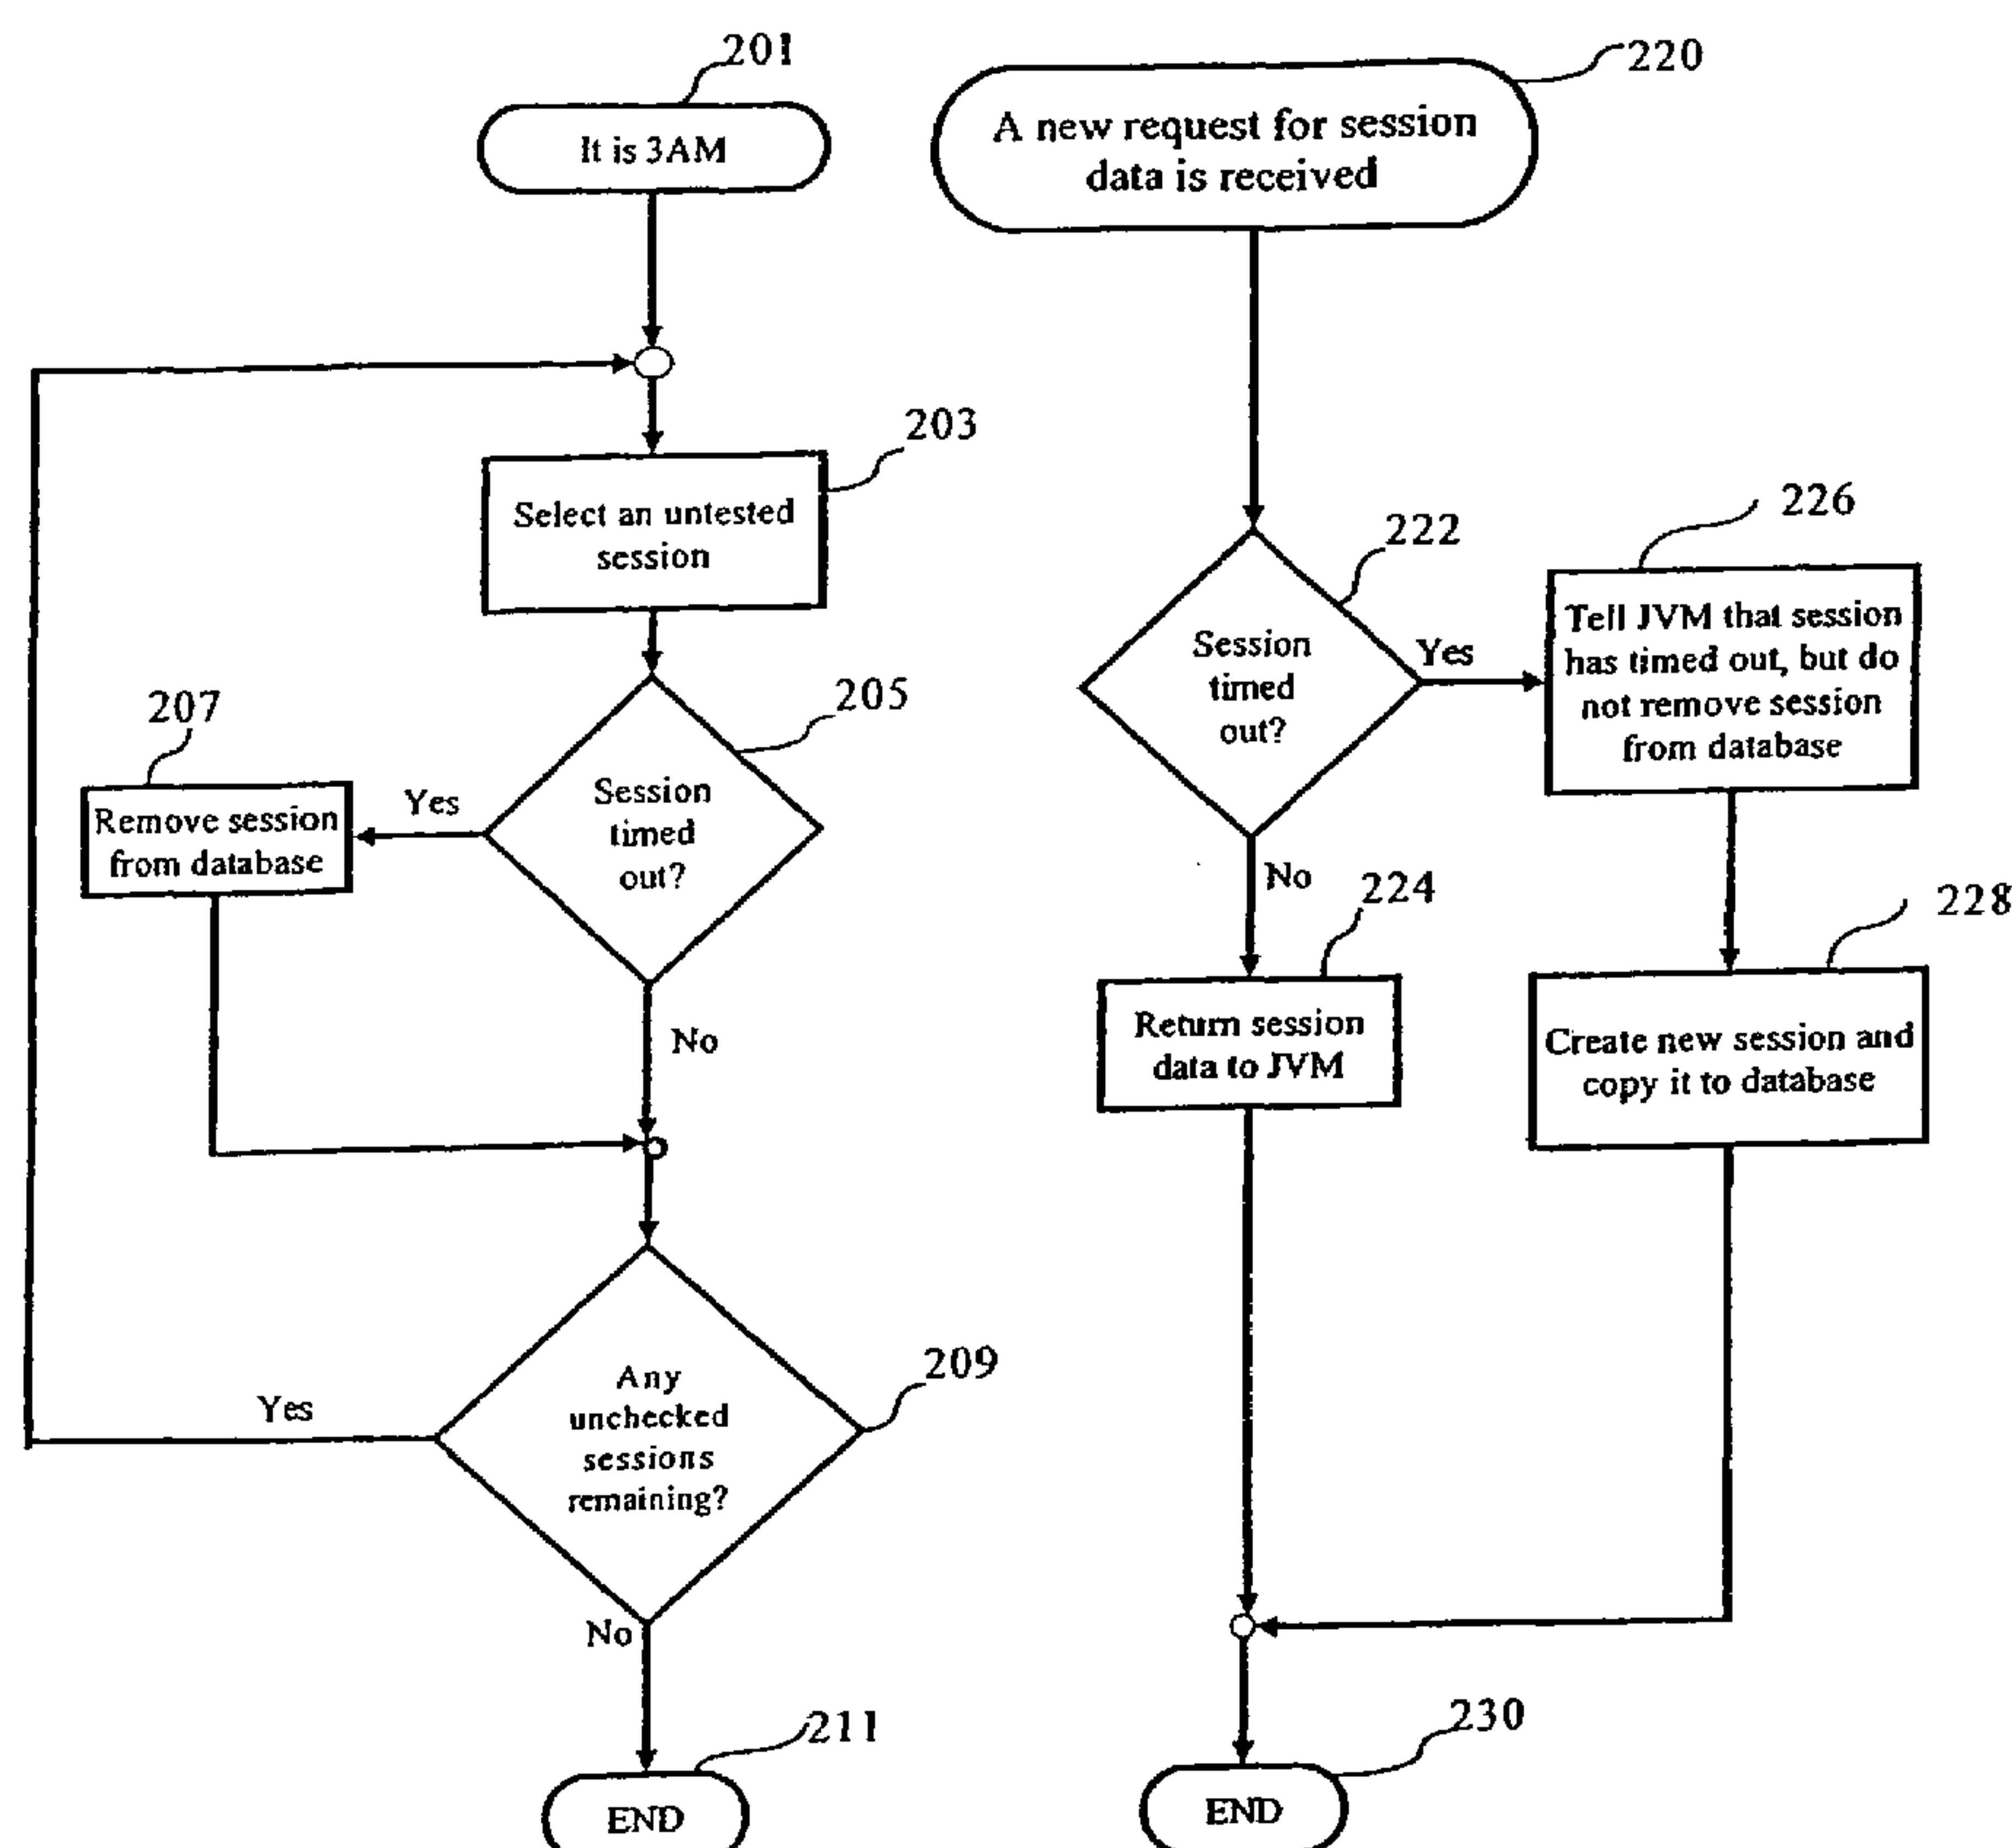 201
It is 3AM
203
Select an untested
session
205
Session
timed
out?
Yes
207
Remove session
from database
No
209
Any
unchecked
sessions
remaining?
Yes
No
211
END
220
A new request for session
data is received
222
Session
timed
out?
Yes
226
Tell JVM that session
has timed out, but do
not remove session
from database
No
224
Return session
data to JVM
228
Create new session and
copy it to database
230
END